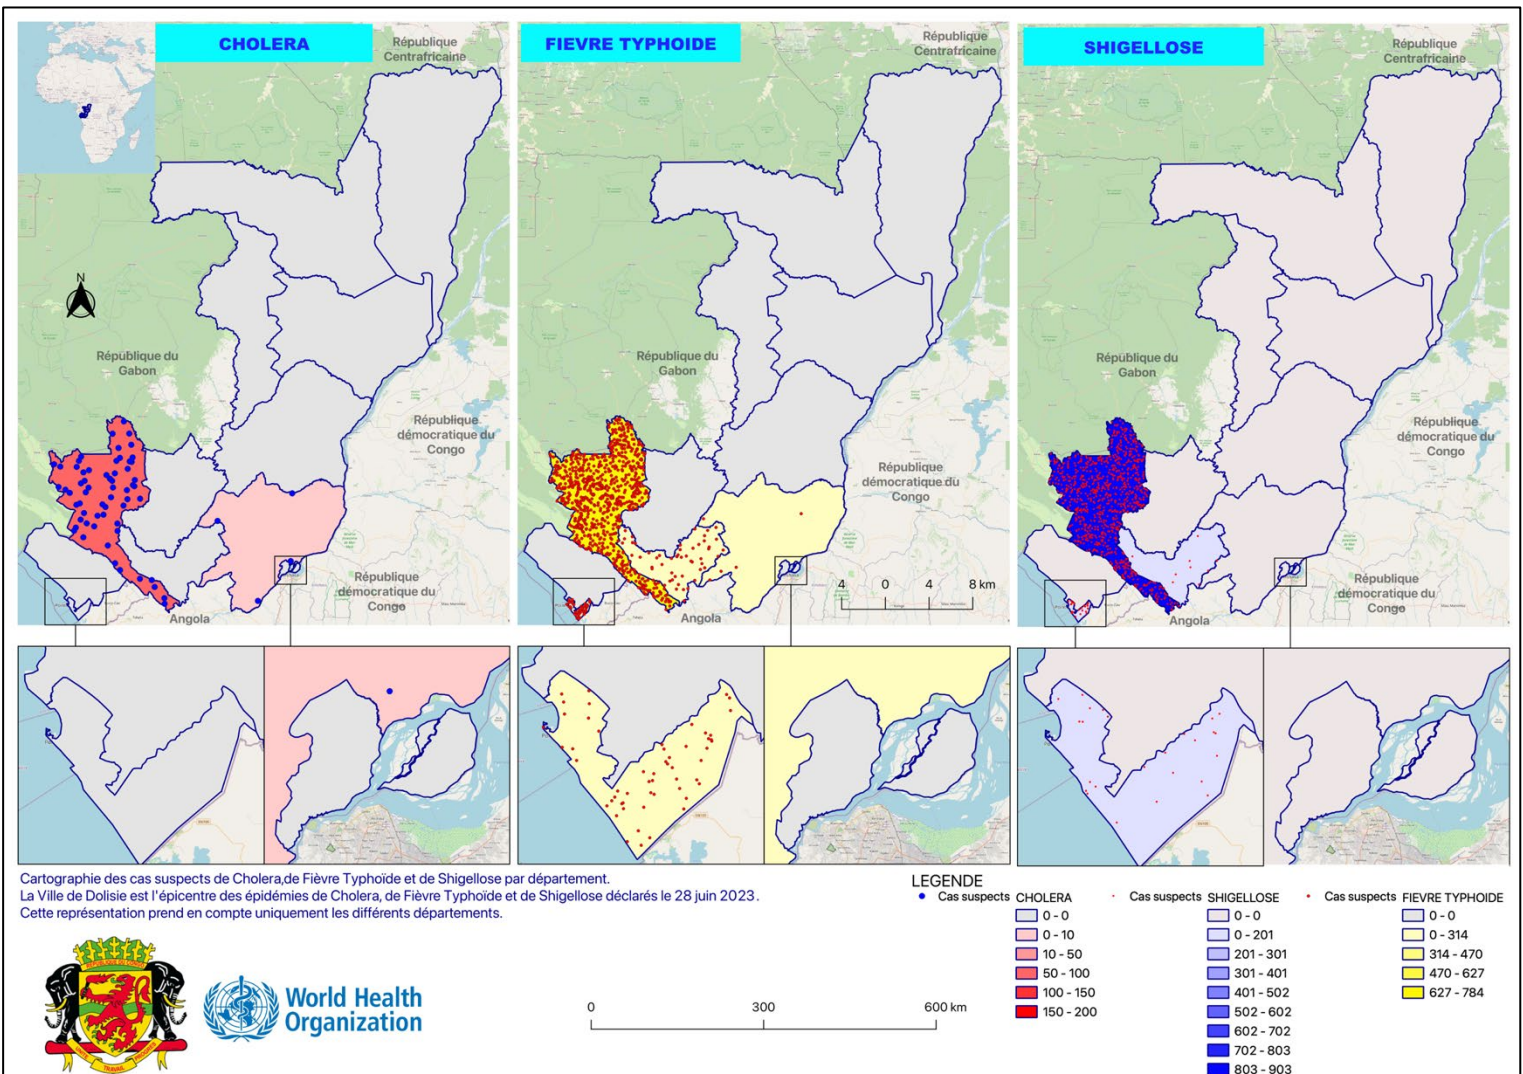 CHOLERA
République
Centrafricaine
N
République du
Gabon
République
démocratique du
Congo
République
démocratique du
Congo
Angola
FIEVRE TYPHOIDE
République
Centrafricaine
République du
Gabon
République
démocratique du
Congo
4 0 4 8 km
Angola
SHIGELLOSE
République
Centrafricaine
République du
Gabon
République
démocratique du
Congo
République
démocratique du
Congo
Angola
Cartographie des cas suspects de Cholera,de Fièvre Typhoïde et de Shigellose par département.
La Ville de Dolisie est l'épicentre des épidémies de Cholera, de Fièvre Typhoïde et de Shigellose déclarés le 28 juin 2023.
Cette représentation prend en compte uniquement les différents départements.
World Health
Organization
0 300 600 km
LEGENDE
Cas suspects CHOLERA
0 - 0
0 - 10
10 - 50
50 - 100
100 - 150
150 - 200
Cas suspects SHIGELLOSE
0 - 0
0 - 201
201 - 301
301 - 401
401 - 502
502 - 602
602 - 702
702 - 803
803 - 903
Cas suspects FIEVRE TYPHOIDE
0 - 0
0 - 314
314 - 470
470 - 627
627 - 784